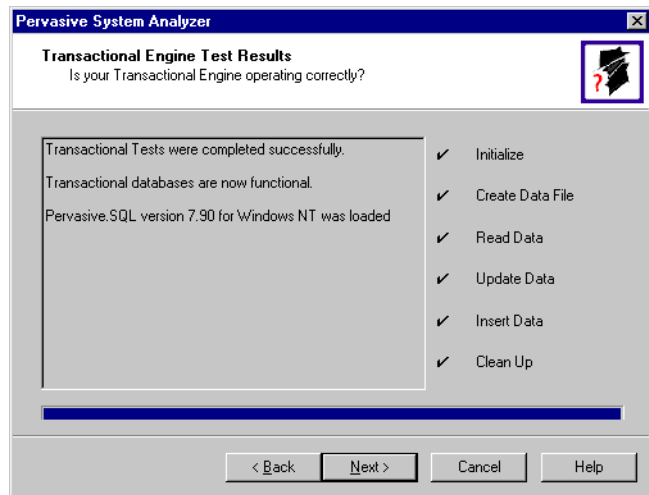 Pervasive System Analyzer
Transactional Engine Test Results
Is your Transactional Engine operating correctly?
?
Transactional Tests were completed successfully.
Transactional databases are now functional.
Pervasive.SQL version 7.90 for Windows NT was loaded
✔ Initialize
✔ Create Data File
✔ Read Data
✔ Update Data
✔ Insert Data
✔ Clean Up
< Back Next > Cancel Help